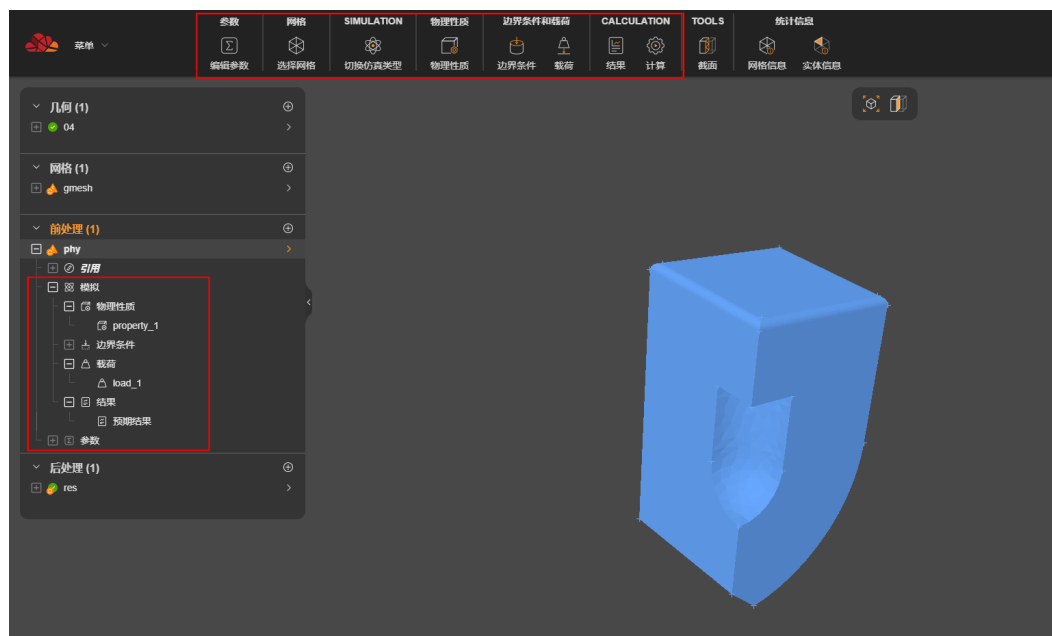 参数 网格 SIMULATION 物理性质 边界条件和载荷 CALCULATION TOOLS 统计信息
菜单
编辑参数 选择网格 切换仿真类型 物理性质 边界条件 载荷 结果 计算 截面 网格信息 实体信息
几何 (1)
04
网格 (1)
gmesh
前处理 (1)
phy
引用
模拟
物理性质
property_1
边界条件
载荷
load_1
结果
预期结果
参数
后处理 (1)
res